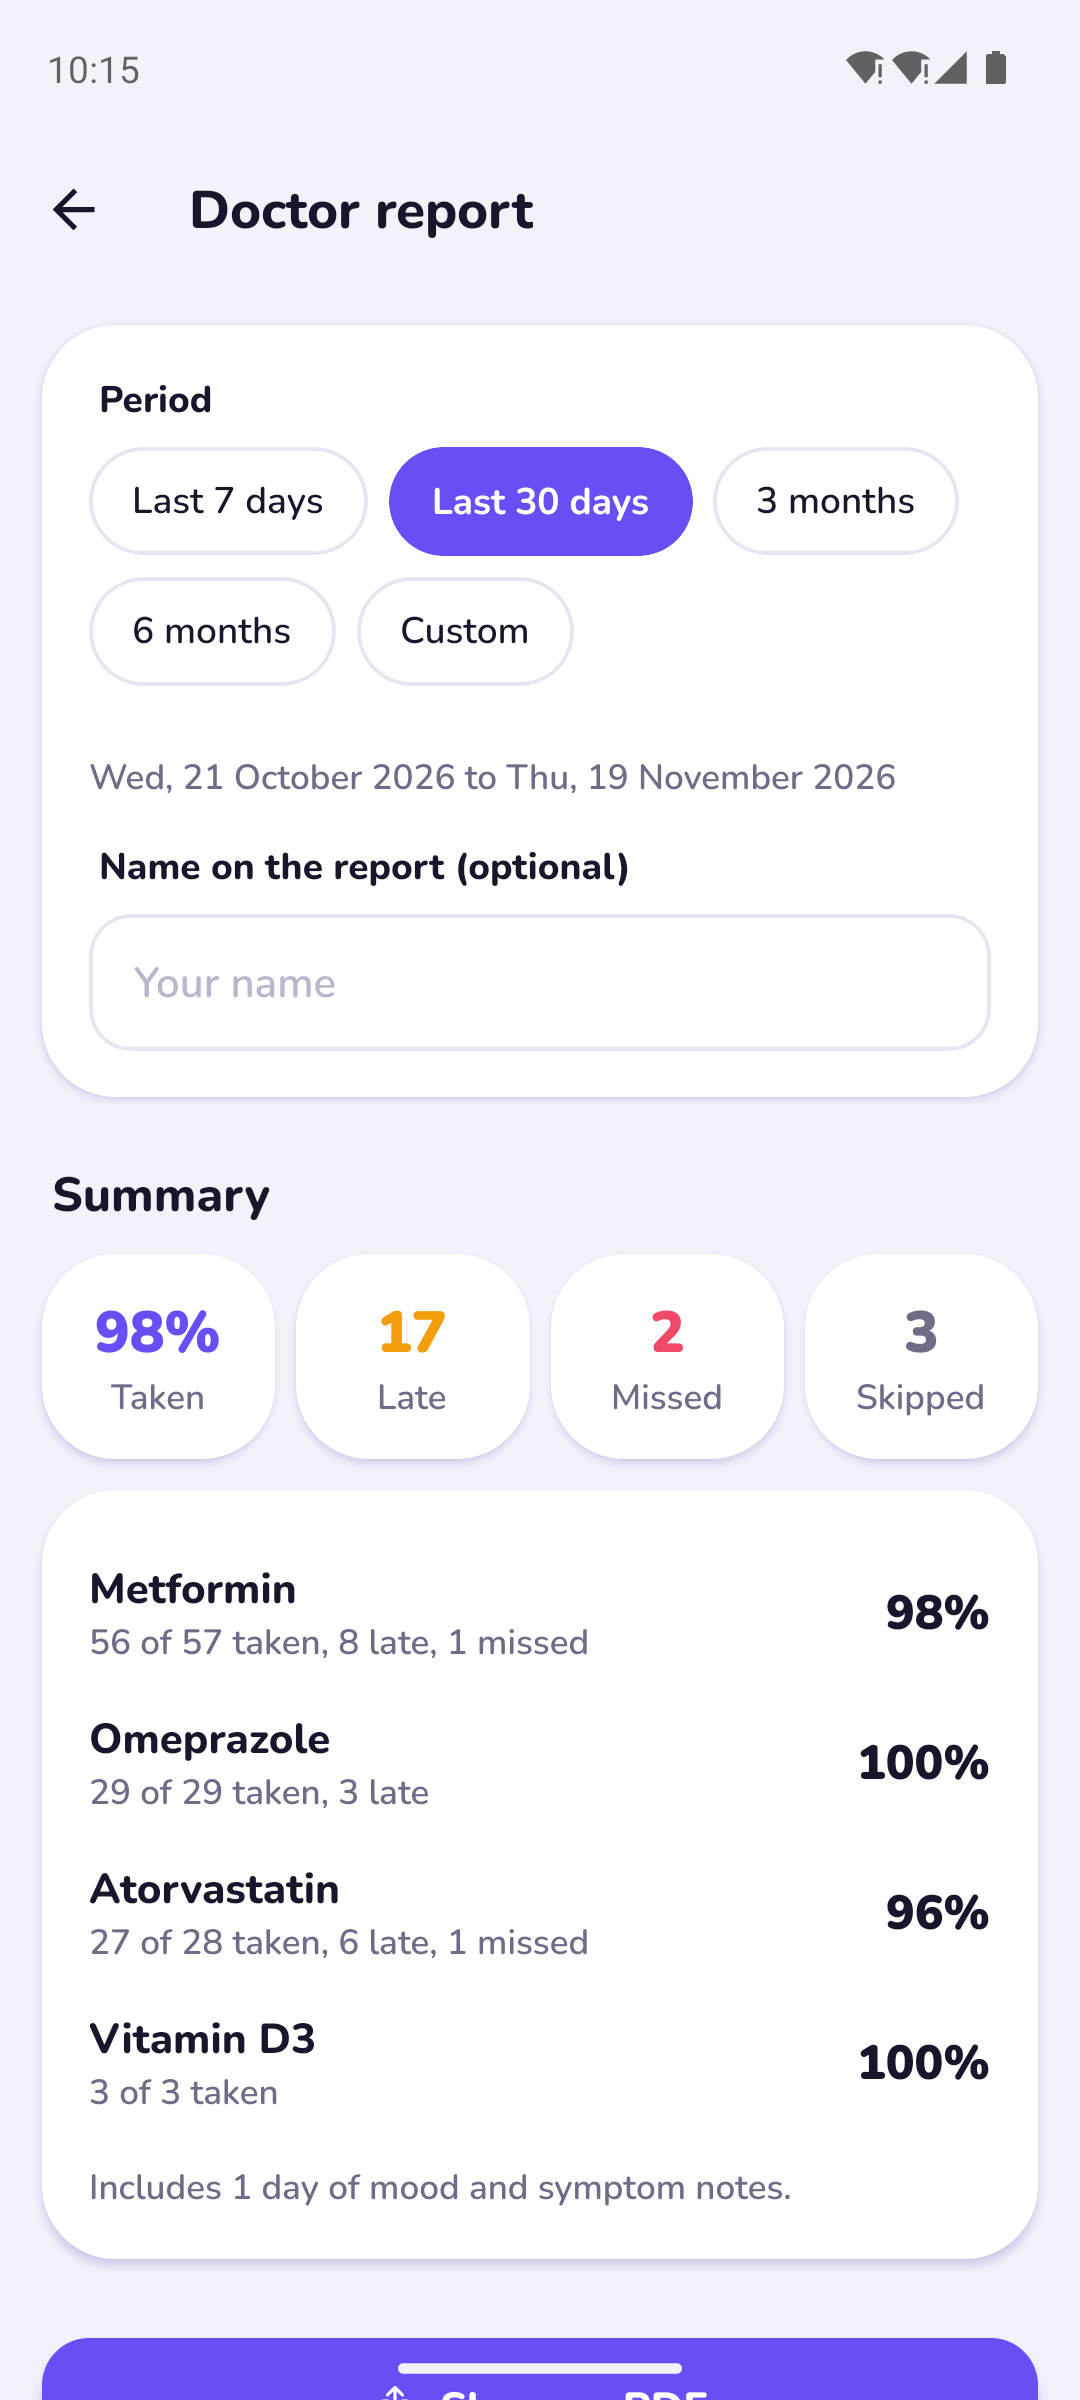 10:15
Doctor report
Period
Last 7 days
Last 30 days
3 months
6 months
Custom
Wed, 21 October 2026 to Thu, 19 November 2026
Name on the report (optional)
Your name
Summary
98%
Taken
17
Late
2
Missed
3
Skipped
Metformin
56 of 57 taken, 8 late, 1 missed
98%
Omeprazole
29 of 29 taken, 3 late
100%
Atorvastatin
27 of 28 taken, 6 late, 1 missed
96%
Vitamin D3
3 of 3 taken
100%
Includes 1 day of mood and symptom notes.
PDF